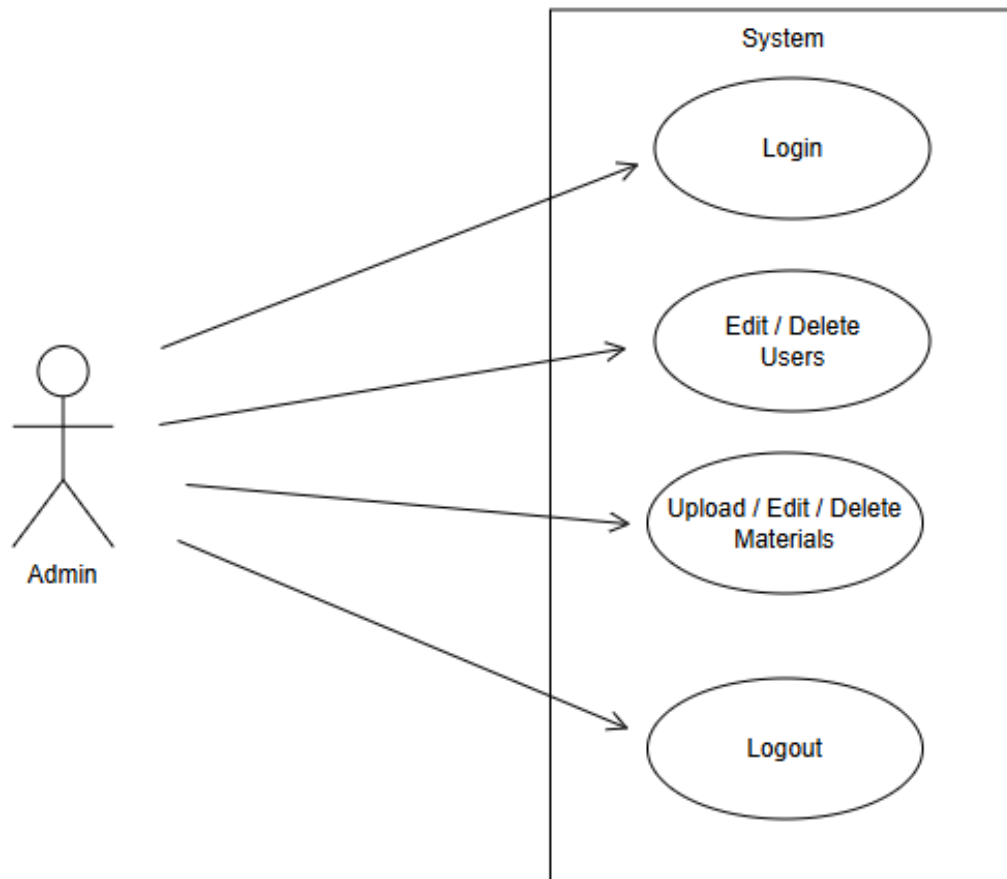 System
Login
Edit / Delete
Users
Upload / Edit / Delete
Materials
Admin
Logout